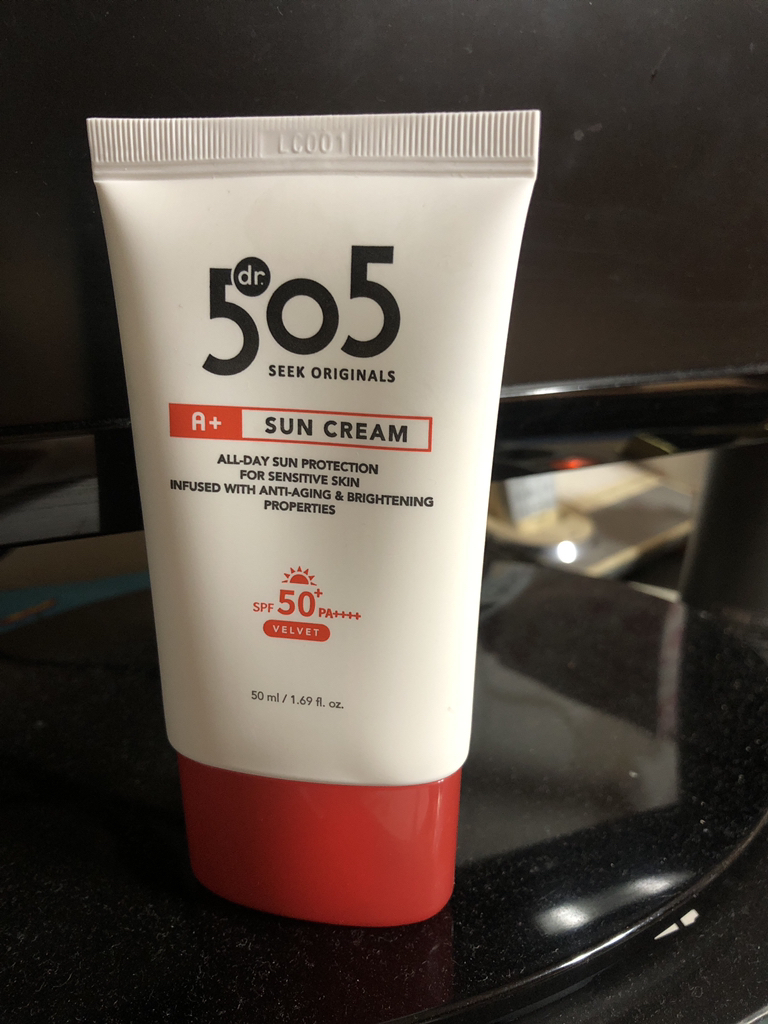 LC001
dr.
505
SEEK ORIGINALS
A+ SUN CREAM
ALL-DAY SUN PROTECTION
FOR SENSITIVE SKIN
INFUSED WITH ANTI-AGING & BRIGHTENING
PROPERTIES
SPF 50+ PA++++
VELVET
50 ml / 1.69 fl. oz.